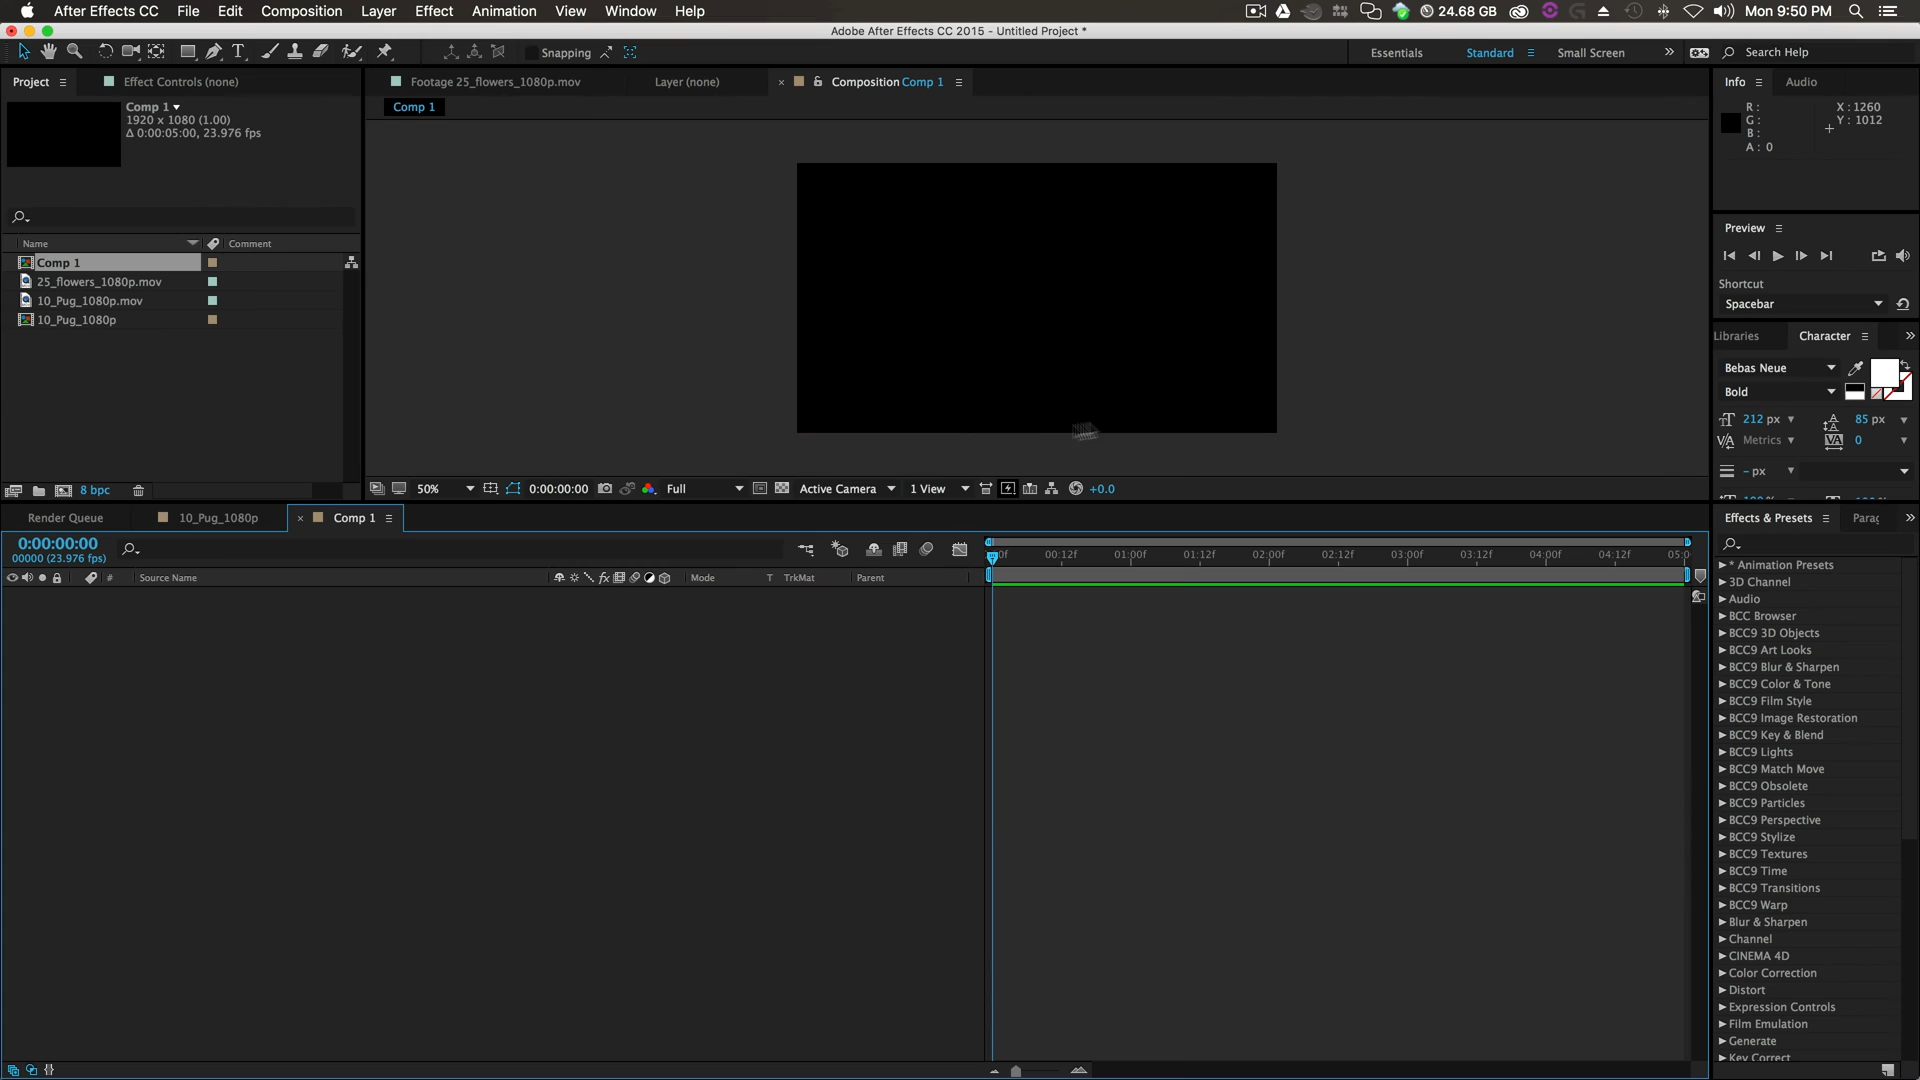 After Effects CC File Edit Composition Layer Effect Animation View Window Help 24.68 GB Mon 9:50 PM
Adobe After Effects CC 2015 - Untitled Project *
Snapping Essentials Standard Small Screen Search Help
Project Effect Controls (none) Footage 25_flowers_1080p.mov Layer (none) Composition Comp 1 Info Audio
Comp 1
1920 x 1080 (1.00)
Δ 0:00:05:00, 23.976 fps
Comp 1
R :
G :
B :
A : 0
X : 1260
Y : 1012
Name Comment
Comp 1
25_flowers_1080p.mov
10_Pug_1080p.mov
10_Pug_1080p
Preview
Shortcut
Spacebar
Libraries Character
Bebas Neue
Bold
212 px 85 px
Metrics 0
- px
8 bpc
50% 0:00:00:00 Full Active Camera 1 View +0.0
Render Queue 10_Pug_1080p Comp 1
0:00:00:00
00000 (23.976 fps)
00:12f 01:00f 01:12f 02:00f 02:12f 03:00f 03:12f 04:00f 04:12f 05:0
# Source Name Mode T TrkMat Parent
Effects & Presets
* Animation Presets
3D Channel
Audio
BCC Browser
BCC9 3D Objects
BCC9 Art Looks
BCC9 Blur & Sharpen
BCC9 Color & Tone
BCC9 Film Style
BCC9 Image Restoration
BCC9 Key & Blend
BCC9 Lights
BCC9 Match Move
BCC9 Obsolete
BCC9 Particles
BCC9 Perspective
BCC9 Stylize
BCC9 Textures
BCC9 Time
BCC9 Transitions
BCC9 Warp
Blur & Sharpen
Channel
CINEMA 4D
Color Correction
Distort
Expression Controls
Film Emulation
Generate
Key Correct